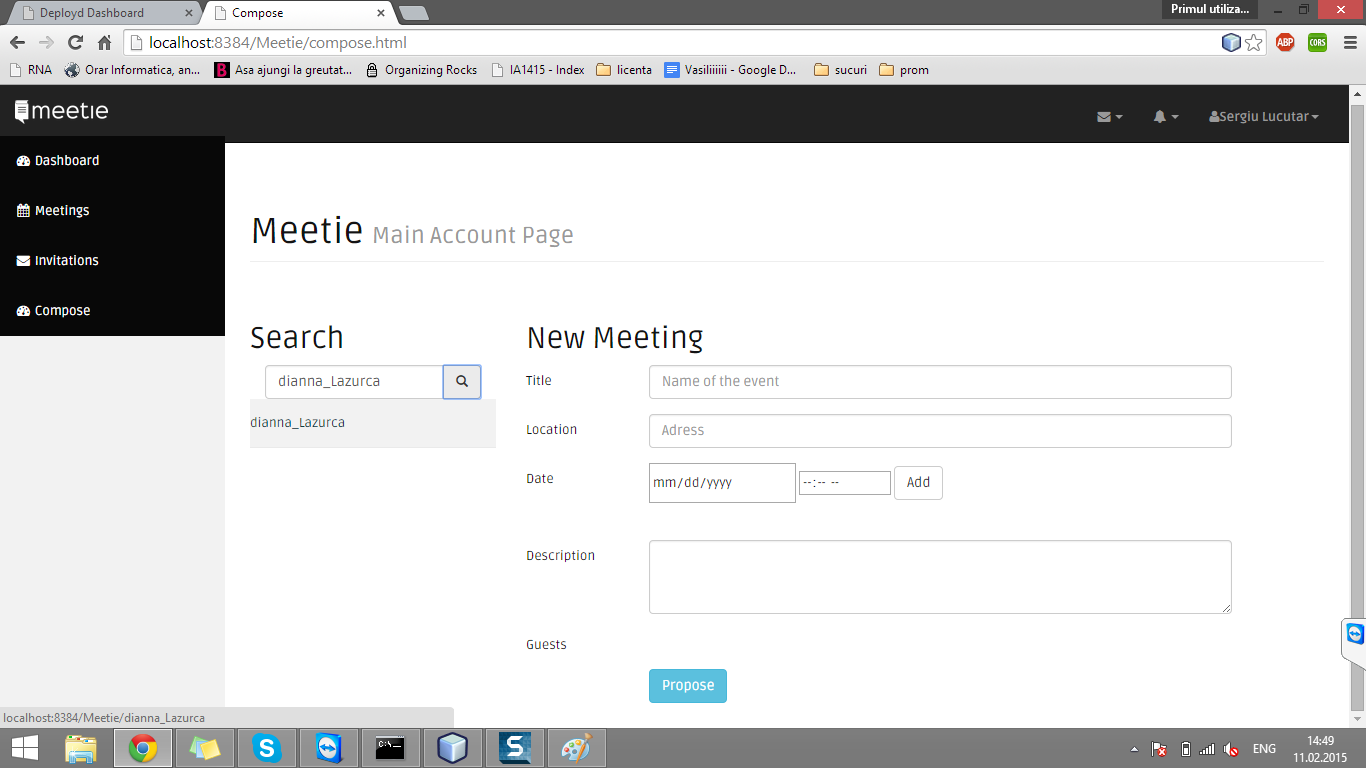 Deployd Dashboard
Compose
Primul utiliza...
localhost:8384/Meetie/compose.html
ABP
CORS
RNA
Orar Informatica, an...
B Asa ajungi la greutat...
Organizing Rocks
IA1415 - Index
licenta
Vasiliiiiii - Google D...
sucuri
prom
meetie
Sergiu Lucutar
Dashboard
Meetings
Invitations
Compose
Meetie Main Account Page
Search
dianna_Lazurca
dianna_Lazurca
New Meeting
Title
Name of the event
Location
Adress
Date
mm/dd/yyyy
--:-- --
Add
Description
Guests
Propose
localhost:8384/Meetie/dianna_Lazurca
C:\_
ENG
14:49
11.02.2015